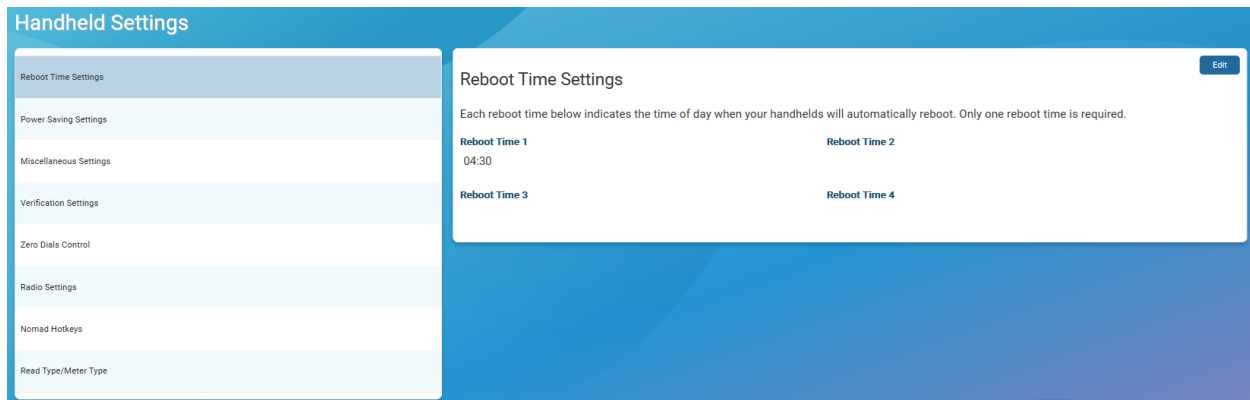 Handheld Settings
Reboot Time Settings
Power Saving Settings
Miscellaneous Settings
Verification Settings
Zero Dials Control
Radio Settings
Nomad Hotkeys
Read Type/Meter Type
Edit
Reboot Time Settings
Each reboot time below indicates the time of day when your handhelds will automatically reboot. Only one reboot time is required.
Reboot Time 1
Reboot Time 2
04:30
Reboot Time 3
Reboot Time 4